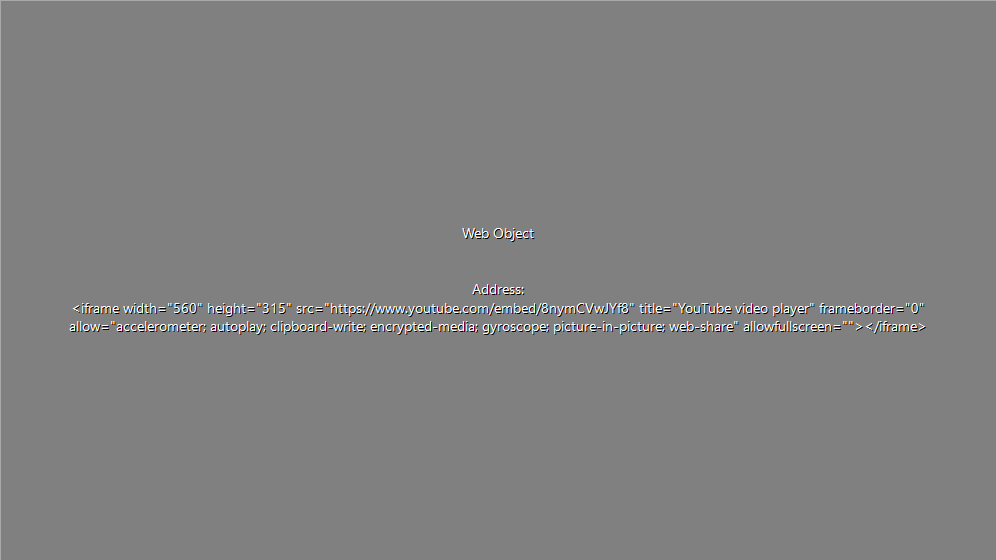 Web Object
Address:
<iframe width="560" height="315" src="https://www.youtube.com/embed/8nymCVwJYf8" title="YouTube video player" frameborder="0"
allow="accelerometer; autoplay; clipboard-write; encrypted-media; gyroscope; picture-in-picture; web-share" allowfullscreen=""></iframe>